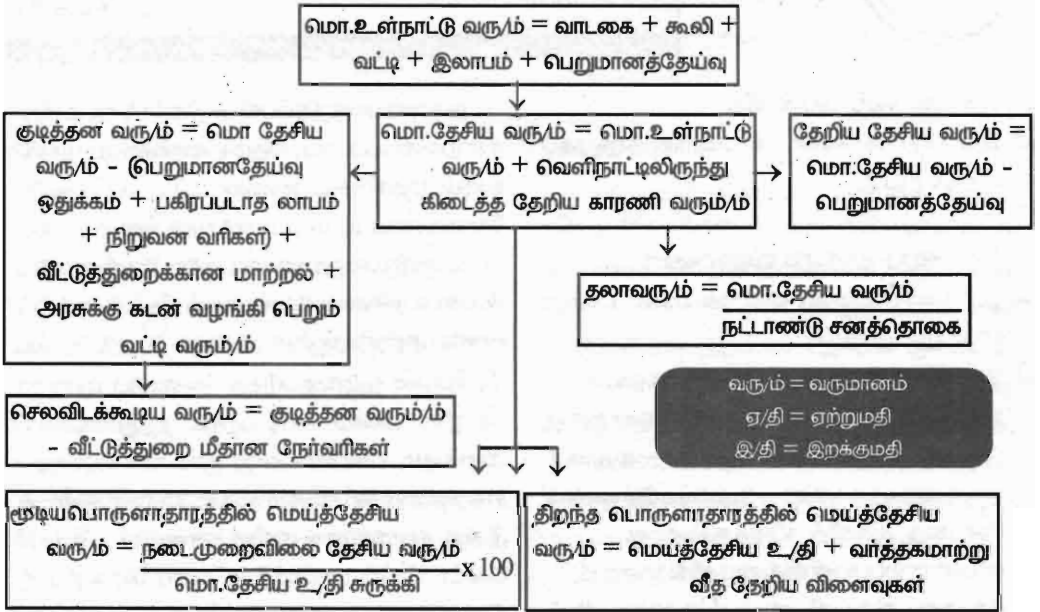 மொ.உள்நாட்டு வரு/ம் = வாடகை + கூலி +
வட்டி + இலாபம் + பெறுமானத்தேய்வு
குடித்தன வரு/ம் = மொ தேசிய
வரு/ம் - (பெறுமானதேய்வு
ஒதுக்கம் + பகிரப்படாத லாபம்
+ நிறுவன வரிகள்) +
வீட்டுத்துறைக்கான மாற்றல் +
அரசுக்கு கடன் வழங்கி பெறும்
வட்டி வரும்/ம்
மொ.தேசிய வரு/ம் = மொ.உள்நாட்டு
வரு/ம் + வெளிநாட்டிலிருந்து
கிடைத்த தேறிய காரணி வரும்/ம்
தேறிய தேசிய வரு/ம் =
மொ.தேசிய வரு/ம் -
பெறுமானத்தேய்வு
தலாவரு/ம் = மொ.தேசிய வரு/ம்
நட்டாண்டு சனத்தொகை
வரு/ம் = வருமானம்
ஏ/தி = ஏற்றுமதி
இ/தி = இறக்குமதி
செலவிடக்கூடிய வரு/ம் = குடித்தன வரும்/ம்
- வீட்டுத்துறை மீதான நேர்வரிகள்
மூடியபொருளாதாரத்தில் மெய்த்தேசிய
வரு/ம் = நடைமுறைவிலை தேசிய வரு/ம் x 100
மொ.தேசிய உ/தி சுருக்கி
திறந்த பொருளாதாரத்தில் மெய்த்தேசிய
வரு/ம் = மெய்த்தேசிய உ/தி + வர்த்தகமாற்று
வீத தேறிய விளைவுகள்